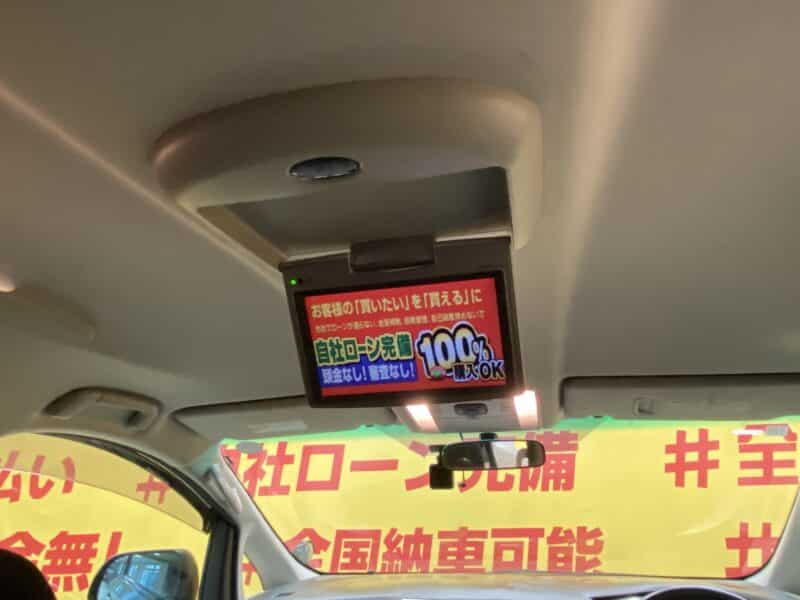 お客様の「買いたい」を「買える」に
自社ローン完備
頭金なし!審査なし!
100%
購入OK
払い #自社ローン完備 #全
金無! #全国納車可能 #